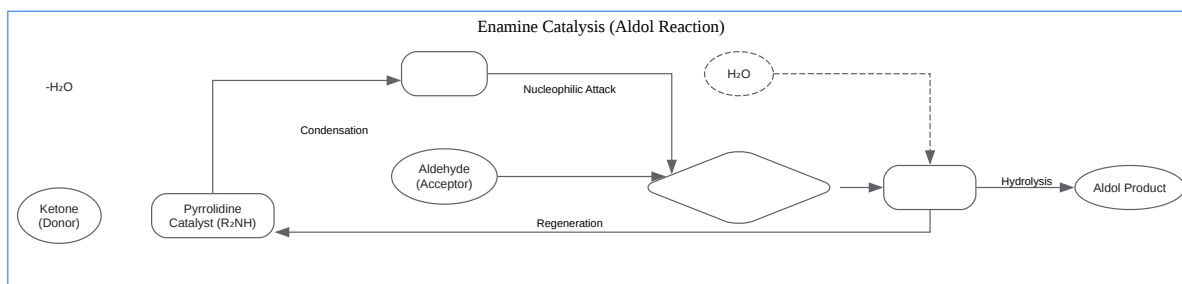 Enamine Catalysis (Aldol Reaction)
-H₂O
Nucleophilic Attack
H₂O
Condensation
Aldehyde
(Acceptor)
Ketone
(Donor)
Pyrrolidine
Catalyst (R₂NH)
Hydrolysis
Aldol Product
Regeneration